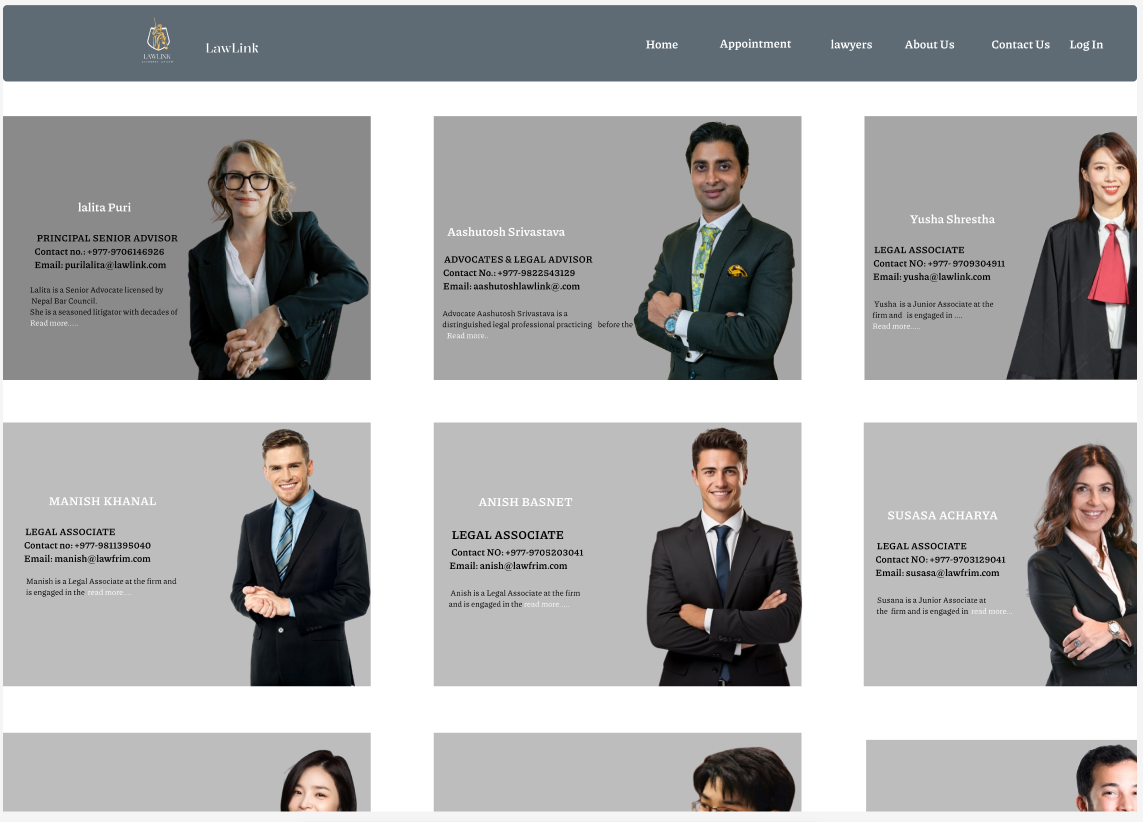 LawLink
Home Appointment lawyers About Us Contact Us Log In
LAWLINK
lalita Puri
PRINCIPAL SENIOR ADVISOR
Contact no.: +977-9706146926
Email: purilalita@lawlink.com
Lalita is a Senior Advocate licensed by
Nepal Bar Council.
She is a seasoned litigator with decades of
Read more.....
Aashutosh Srivastava
ADVOCATES & LEGAL ADVISOR
Contact No.: +977-9822543129
Email: aashutoshlawlink@.com
Advocate Aashutosh Srivastava is a
distinguished legal professional practicing before the
Read more..
Yusha Shrestha
LEGAL ASSOCIATE
Contact NO: +977- 9709304911
Email: yusha@lawlink.com
Yusha is a Junior Associate at the
firm and is engaged in ....
Read more.....
MANISH KHANAL
LEGAL ASSOCIATE
Contact no: +977-9811395040
Email: manish@lawfrim.com
Manish is a Legal Associate at the firm and
is engaged in the read more....
ANISH BASNET
LEGAL ASSOCIATE
Contact NO: +977-9705203041
Email: anish@lawfrim.com
Anish is a Legal Associate at the firm
and is engaged in the read more.....
SUSASA ACHARYA
LEGAL ASSOCIATE
Contact NO: +977-9703129041
Email: susasa@lawfrim.com
Susana is a Junior Associate at
the firm and is engaged in read more...